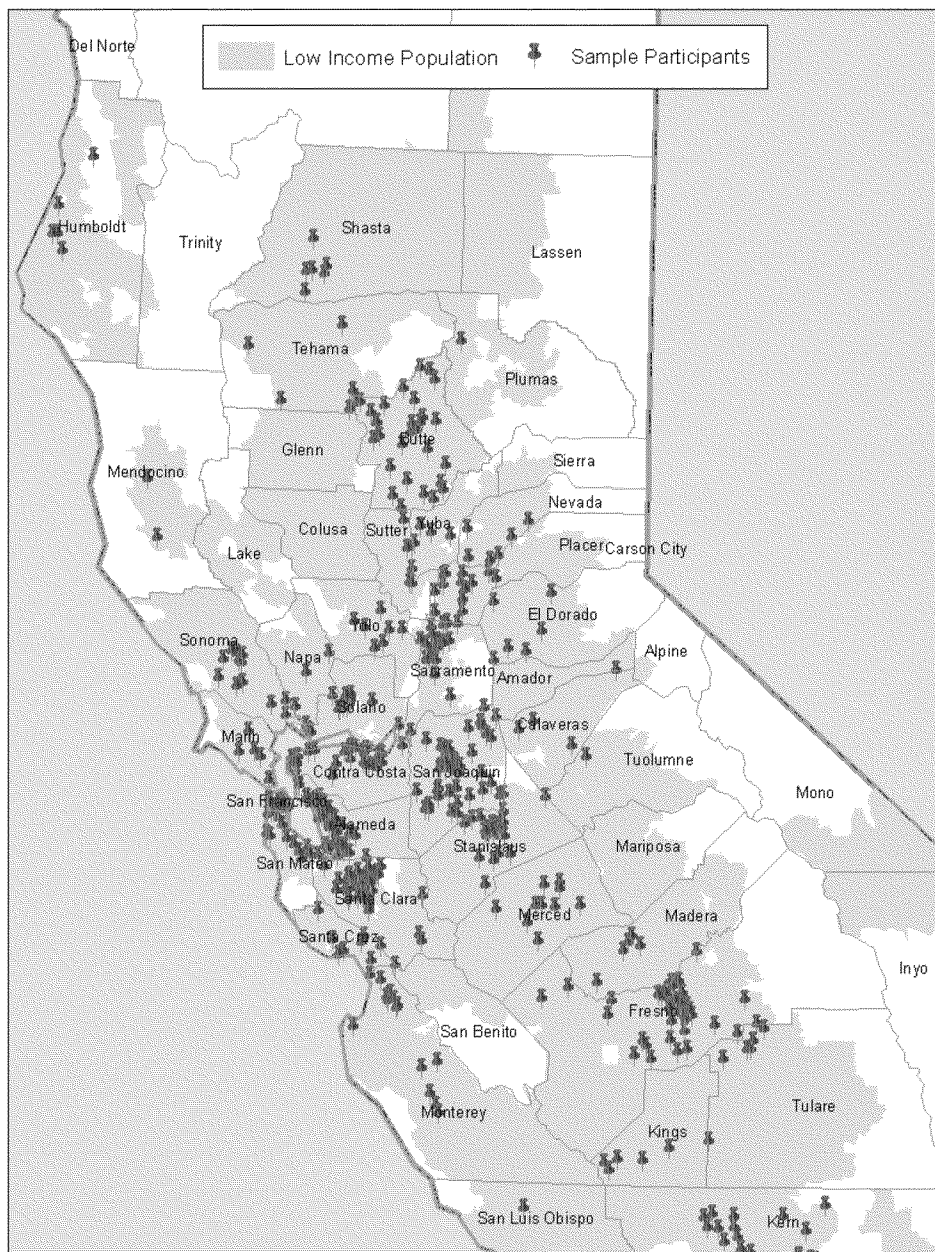 Del Norte
Low Income Population
Sample Participants
Humboldt
Trinity
Shasta
Lassen
Tehama
Plumas
Glenn
Butte
Mendocino
Sierra
Nevada
Colusa
Sutter
Yuba
Placer
Carson City
Lake
El Dorado
Yolo
Sonoma
Napa
Sacramento
Alpine
Amador
Solano
Calaveras
Marin
Contra Costa
San Joaquin
Tuolumne
Mono
San Francisco
Alameda
Stanislaus
Mariposa
San Mateo
Santa Clara
Merced
Madera
Santa Cruz
Inyo
Fresno
San Benito
Monterey
Tulare
Kings
San Luis Obispo
Kern